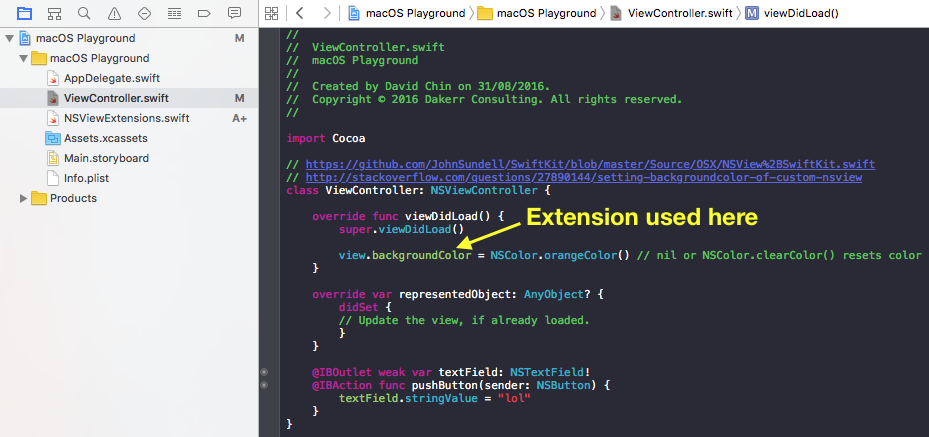 macOS Playground M
macOS Playground
AppDelegate.swift
ViewController.swift M
NSViewExtensions.swift A+
Assets.xcassets
Main.storyboard
Info.plist
Products
macOS Playground macOS Playground ViewController.swift M viewDidLoad()
//
//  ViewController.swift
//  macOS Playground
//
//  Created by David Chin on 31/08/2016.
//  Copyright © 2016 Dakerr Consulting. All rights reserved.
//
import Cocoa
// https://github.com/JohnSundell/SwiftKit/blob/master/Source/OSX/NSView%2BSwiftKit.swift
// http://stackoverflow.com/questions/27890144/setting-backgroundcolor-of-custom-nsview
class ViewController: NSViewController {
    override func viewDidLoad() {
        super.viewDidLoad()
Extension used here
        view.backgroundColor = NSColor.orangeColor() // nil or NSColor.clearColor() resets color
    }
    override var representedObject: AnyObject? {
        didSet {
        // Update the view, if already loaded.
        }
    }
    @IBOutlet weak var textField: NSTextField!
    @IBAction func pushButton(sender: NSButton) {
        textField.stringValue = "lol"
    }
}